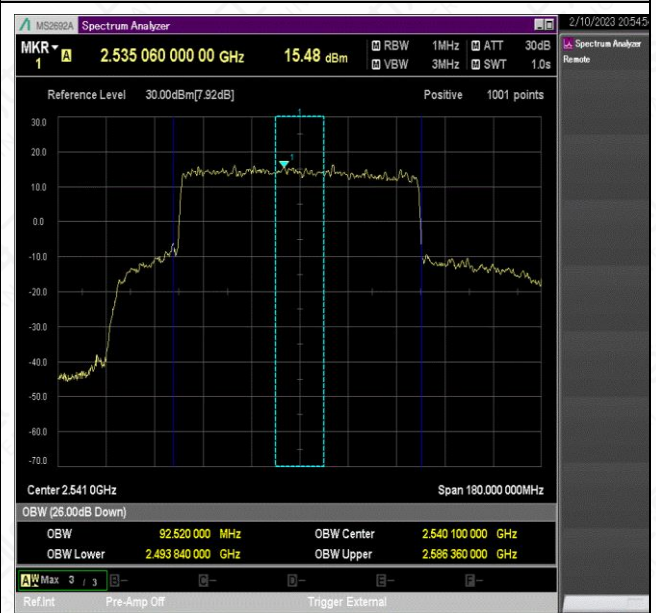 MS2692A Spectrum Analyzer
2/10/2023 20545
MKR 1 A 2.535 060 000 00 GHz 15.48 dBm
M RBW 1MHz M ATT 30dB
M VBW 3MHz M SWT 1.0s
Spectrum Analyzer
Remote
Reference Level 30.00dBm[7.92dB] Positive 1001 points
1
30.0
20.0
1
10.0
0.0
-10.0
-20.0
-30.0
-40.0
-50.0
-60.0
-70.0
Center 2.541 0GHz Span 180.000 000MHz
OBW (26.00dB Down)
OBW 92.520 000 MHz OBW Center 2.540 100 000 GHz
OBW Lower 2.493 840 000 GHz OBW Upper 2.586 360 000 GHz
A W Max 3 / 3 B- C- D- E- F-
Ref.Int Pre-Amp Off Trigger External